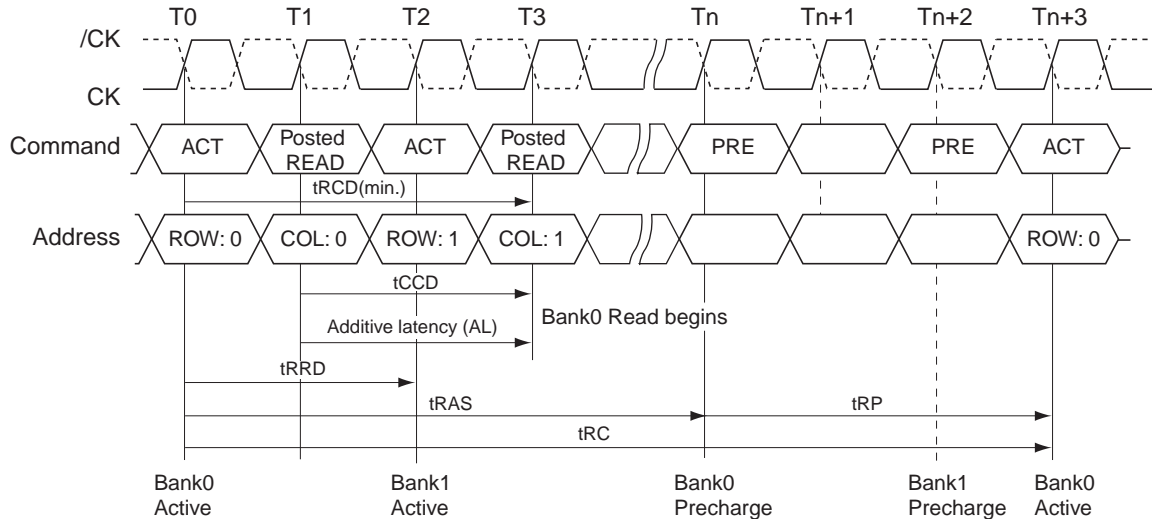 T0 T1 T2 T3 Tn Tn+1 Tn+2 Tn+3
/CK
CK
Command ACT Posted READ ACT Posted READ PRE PRE ACT
tRCD(min.)
Address ROW: 0 COL: 0 ROW: 1 COL: 1 ROW: 0
tCCD
Bank0 Read begins
Additive latency (AL)
tRRD
tRAS tRP
tRC
Bank0 Active Bank1 Active Bank0 Precharge Bank1 Precharge Bank0 Active